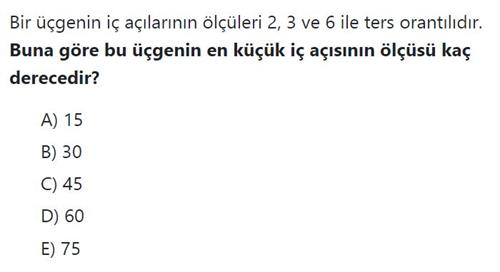 Bir üçgenin iç açılarının ölçüleri 2, 3 ve 6 ile ters orantılıdır.
Buna göre bu üçgenin en küçük iç açısının ölçüsü kaç
derecedir?
A) 15
B) 30
C) 45
D) 60
E) 75